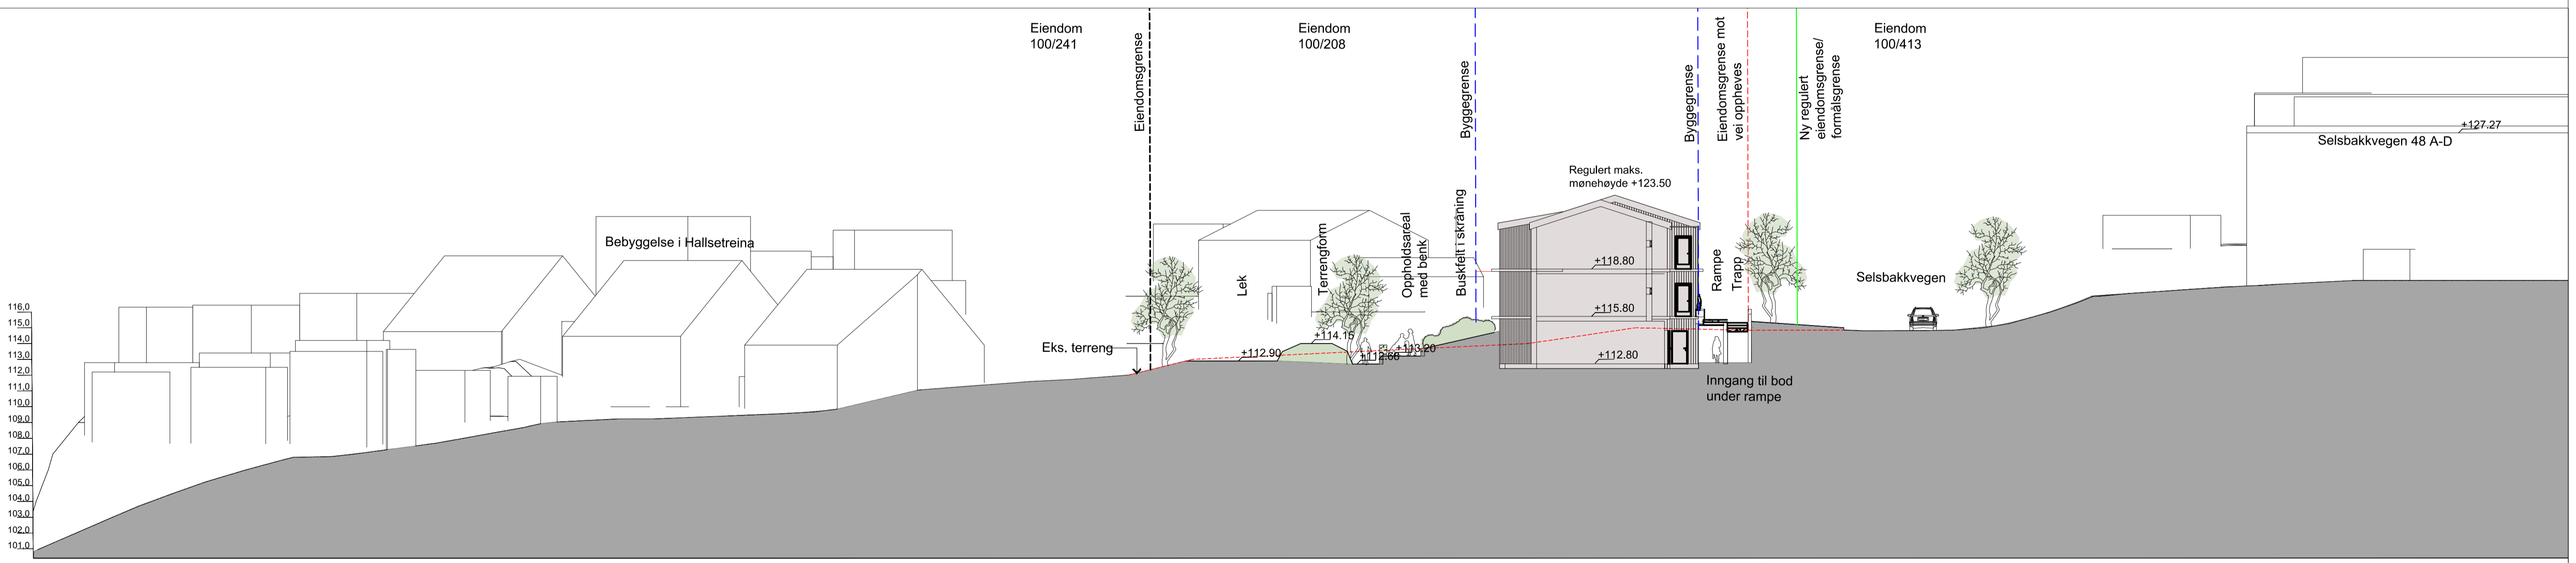 Eiendom
100/241
Eiendomsgrense
Eiendom
100/208
Byggegrense
Byggegrense
Eiendomsgrense mot
vei oppheves
Ny regulert
eiendomsgrense/
formålsgrense
Eiendom
100/413
+127.27
Selsbakkvegen 48 A-D
Regulert maks.
mønehøyde +123.50
Bebyggelse i Hallsetreina
Lek
Terrengform
Oppholdsareal
med benk
Buskfelt i skråning
+118.80
+115.80
+112.80
Rampe
Trapp
Selsbakkvegen
Eks. terreng
+112.90
+114.15
+112.68
+113.20
Inngang til bod
under rampe
116,0
115,0
114,0
113,0
112,0
111,0
110,0
109,0
108,0
107,0
106,0
105,0
104,0
103,0
102,0
101,0